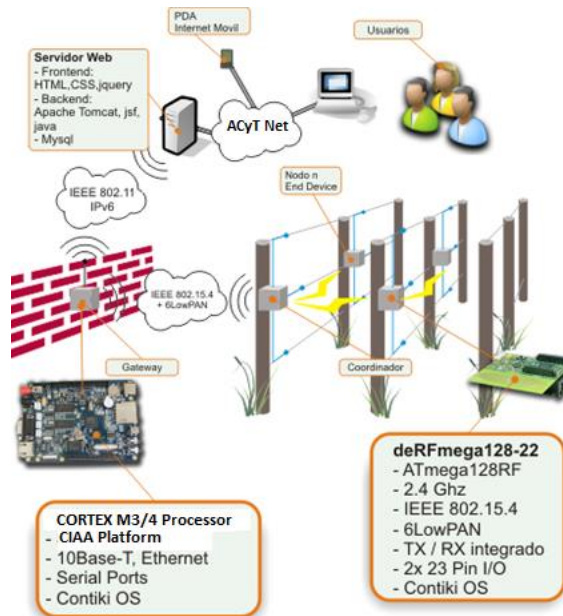 PDA
Internet Movil
Usuarios
Servidor Web
- Frontend:
HTML,CSS,jquery
- Backend:
Apache Tomcat, jsf,
java
- Mysql
ACyT Net
IEEE 802.11
IPv6
Nodo n
End Device
IEEE 802.15.4
+ 6LowPAN
Gateway
Coordinador
CORTEX M3/4 Processor
- CIAA Platform
- 10Base-T, Ethernet
- Serial Ports
- Contiki OS
deRFmega128-22
- ATmega128RF
- 2.4 Ghz
- IEEE 802.15.4
- 6LowPAN
- TX / RX integrado
- 2x 23 Pin I/O
- Contiki OS